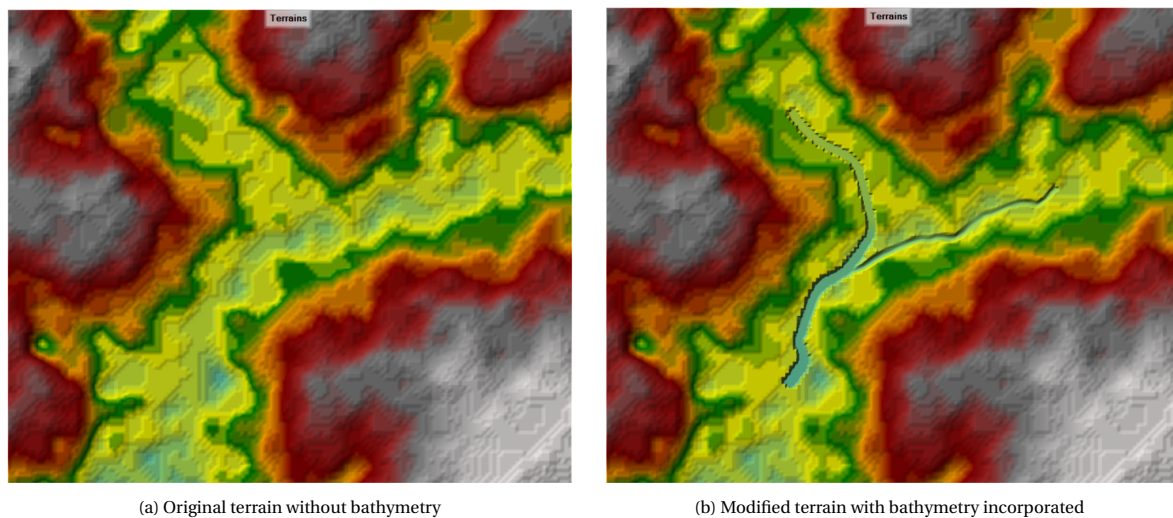 Terrains
Terrains
(a) Original terrain without bathymetry
(b) Modified terrain with bathymetry incorporated